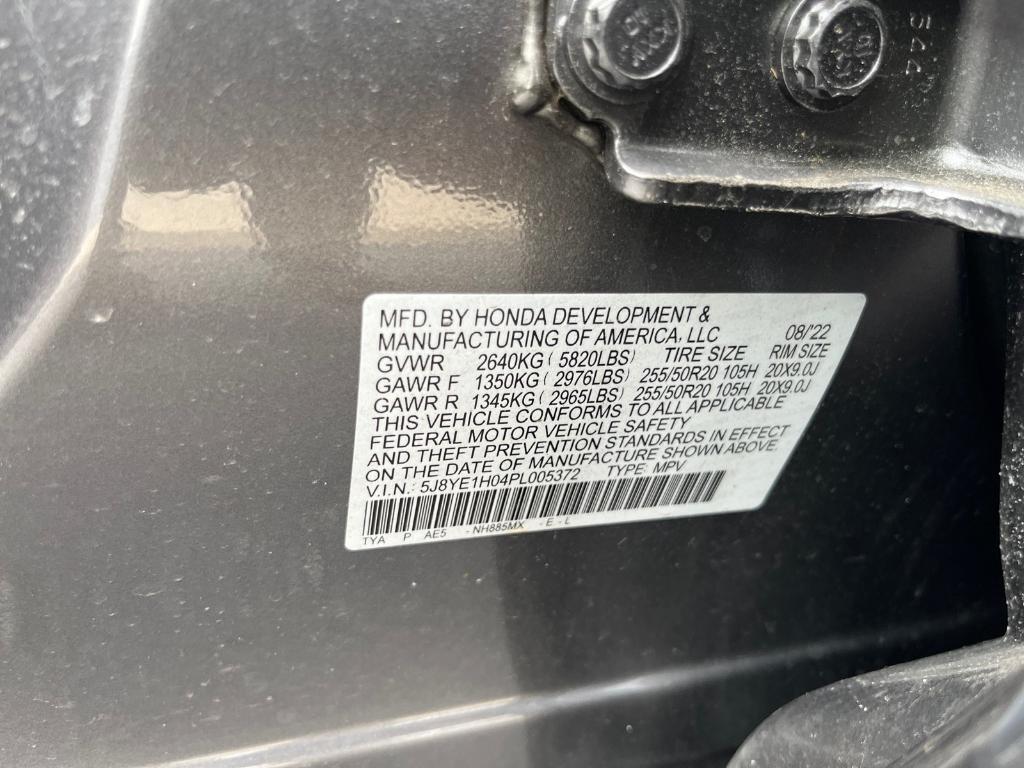 544
MFD. BY HONDA DEVELOPMENT &
MANUFACTURING OF AMERICA, LLC 08/'22
GVWR 2640KG ( 5820LBS) TIRE SIZE RIM SIZE
GAWR F 1350KG ( 2976LBS) 255/50R20 105H 20X9.0J
GAWR R 1345KG ( 2965LBS) 255/50R20 105H 20X9.0J
THIS VEHICLE CONFORMS TO ALL APPLICABLE
FEDERAL MOTOR VEHICLE SAFETY
AND THEFT PREVENTION STANDARDS IN EFFECT
ON THE DATE OF MANUFACTURE SHOWN ABOVE.
V.I.N.: 5J8YE1H04PL005372 TYPE: MPV
TYA P AE5 - NH885MX - E - L